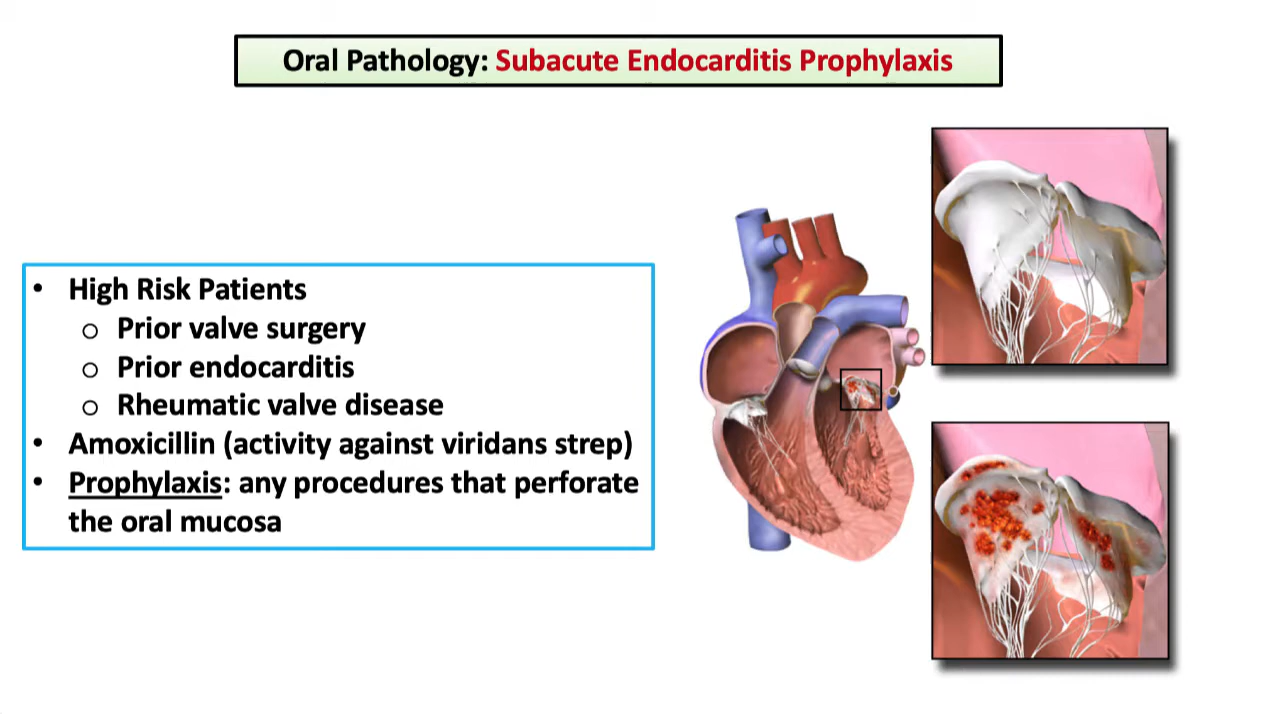 Oral Pathology: Subacute Endocarditis Prophylaxis
• High Risk Patients
o Prior valve surgery
o Prior endocarditis
o Rheumatic valve disease
• Amoxicillin (activity against viridans strep)
• Prophylaxis: any procedures that perforate
the oral mucosa